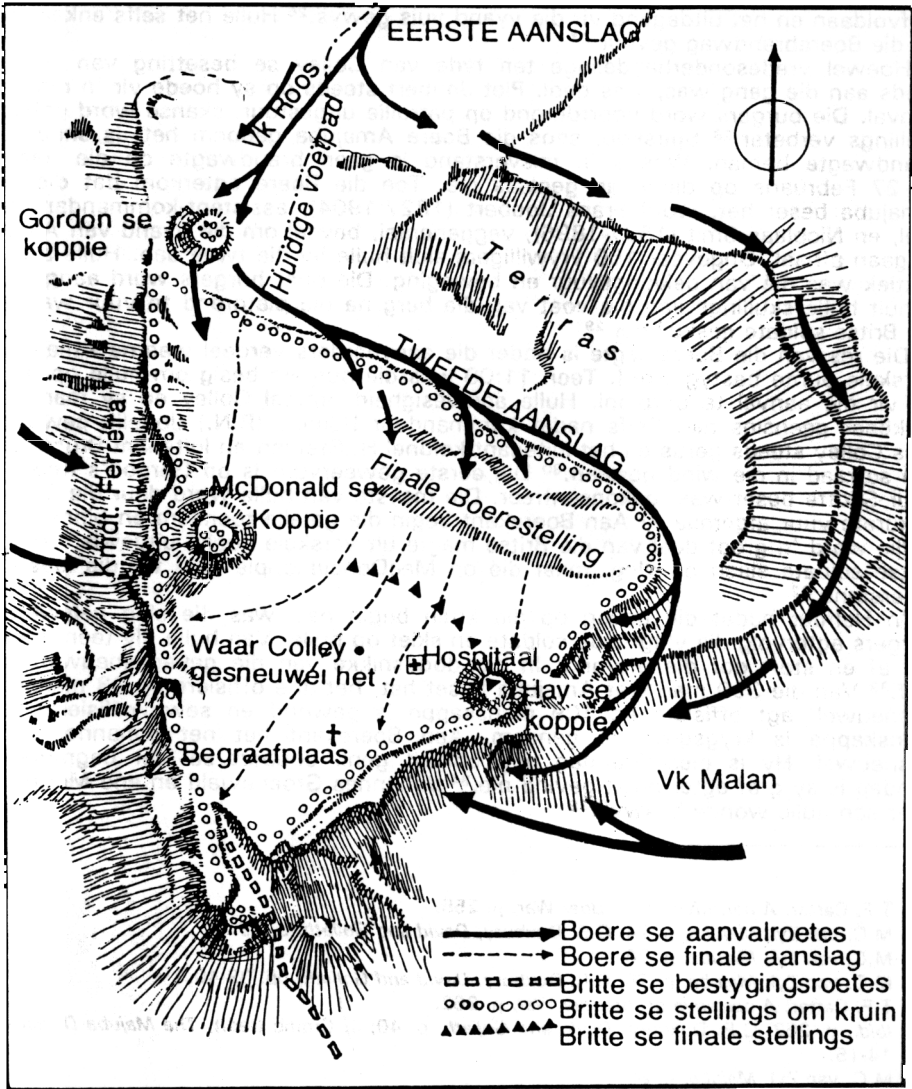 EERSTE AANSLAG
Vk Roos
Huidige voetpad
Gordon se
koppie
Terras
TWEEDE AANSLAG
Kmdt. Ferreira
Finale Boerestelling
McDonald se
Koppie
Waar Colley
gesneuwel het
Hospitaal
Hay se
koppie
Begraafplaas
Vk Malan
Boere se aanvalroetes
Boere se finale aanslag
Britte se bestygingsroetes
Britte se stellings om kruin
Britte se finale stellings